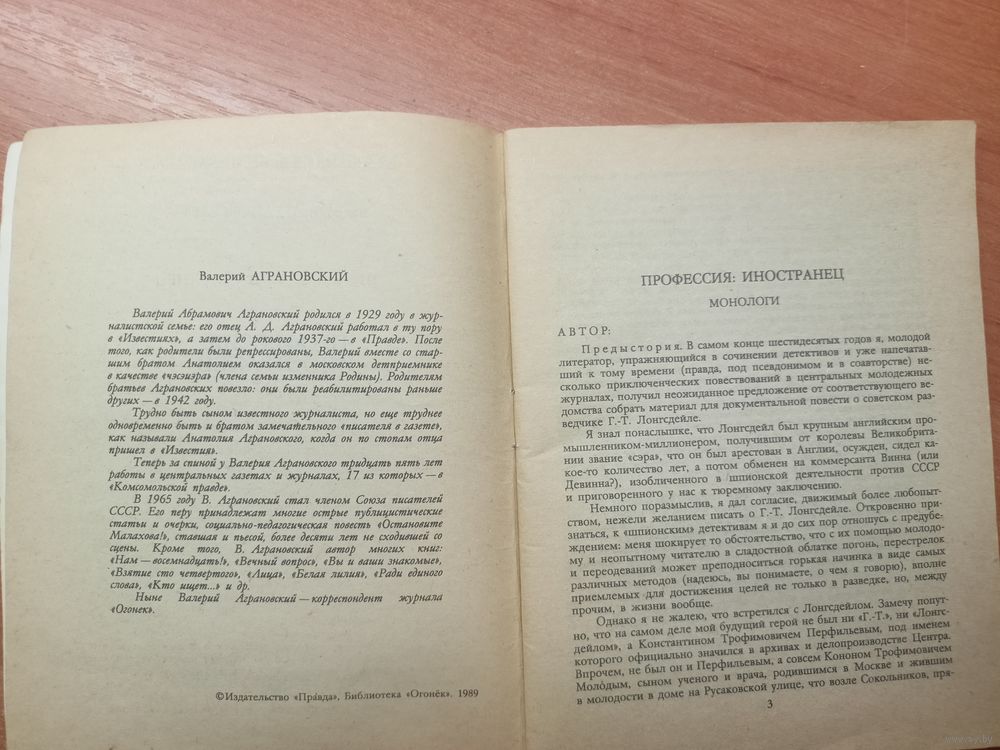 Валерий АГРАНОВСКИЙ
Валерий Абрамович Аграновский родился в 1929 году в жур-
налистской семье: его отец А. Д. Аграновский работал в ту пору
в «Известиях», а затем до рокового 1937-го — в «Правде». После
того, как родители были репрессированы, Валерий вместе со стар-
шим братом Анатолием оказался в московском детприемнике
в качестве «чэсиэра» (члена семьи изменника Родины). Родителям
братьев Аграновских повезло: они были реабилитированы раньше
других — в 1942 году.
Трудно быть сыном известного журналиста, но еще труднее
одновременно быть и братом замечательного «писателя в газете»,
как называли Анатолия Аграновского, когда он по стопам отца
пришел в «Известия».
Теперь за спиной у Валерия Аграновского тридцать пять лет
работы в центральных газетах и журналах, 17 из которых — в
«Комсомольской правде».
В 1965 году В. Аграновский стал членом Союза писателей
СССР. Его перу принадлежат многие острые публицистические
статьи и очерки, социально-педагогическая повесть «Остановите
Малахова!», ставшая и пьесой, более десяти лет не сходившей со
сцены. Кроме того, В. Аграновский автор многих книг:
«Нам — восемнадцать!», «Вечный вопрос», «Вы и ваши знакомые»,
«Взятие сто четвертого», «Лица», «Белая лилия», «Ради единого
слова», «Кто ищет...» и др.
Ныне Валерий Аграновский — корреспондент журнала
«Огонек».
©Издательство «Правда», Библиотека «Огонёк», 1989
ПРОФЕССИЯ: ИНОСТРАНЕЦ
МОНОЛОГИ
АВТОР:
Предыстория. В самом конце шестидесятых годов я, молодой
литератор, упражняющийся в сочинении детективов и уже напечатав-
ший к тому времени (правда, под псевдонимом и в соавторстве) не-
сколько приключенческих повествований в центральных молодежных
журналах, получил неожиданное предложение от соответствующего ве-
домства собрать материал для документальной повести о советском раз-
ведчике Г.-Т. Лонгсдейле.
Я знал понаслышке, что Лонгсдейл был крупным английским про-
мышленником-миллионером, получившим от королевы Великобрита-
нии звание «сэра», что он был арестован в Англии, осужден, сидел ка-
кое-то количество лет, а потом обменен на коммерсанта Винна (или
Девинна?), изобличенного в шпионской деятельности против СССР
и приговоренного у нас к тюремному заключению.
Немного поразмыслив, я дал согласие, движимый более любопыт-
ством, нежели желанием писать о Г.-Т. Лонгсдейле. Откровенно при-
знаться, к «шпионским» детективам я и до сих пор отношусь с предубе-
ждением: меня шокирует то обстоятельство, что с их помощью молодо-
му и неопытному читателю в сладостной облатке погонь, перестрелок
и переодеваний может преподноситься горькая начинка в виде самых
различных методов (надеюсь, вы понимаете, о чем я говорю), вполне
приемлемых для достижения целей не только в разведке, но, между
прочим, в жизни вообще.
Однако я не жалею, что встретился с Лонгсдейлом. Замечу попут-
но, что на самом деле мой будущий герой не был ни «Г.-Т.», ни «Лонгс-
дейлом», а Константином Трофимовичем Перфильевым, под именем
которого официально значился в архивах и делопроизводстве Центра.
Впрочем, не был он и Перфильевым, а совсем Кононом Трофимовичем
Молодым, сыном ученого и врача, родившимся в Москве и жившим
в молодости в доме на Русаковской улице, что возле Сокольников, пря-
3
www.ay.by